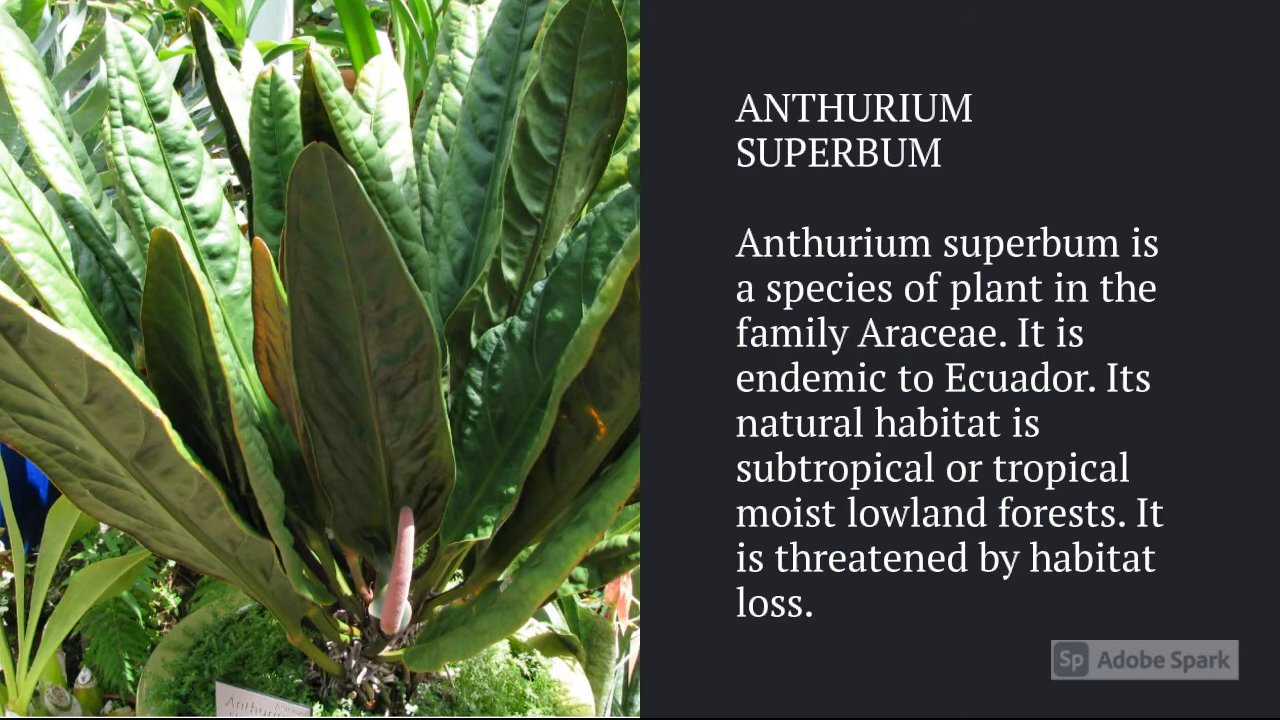 ANTHURIUM
SUPERBUM
Anthurium superbum is
a species of plant in the
family Araceae. It is
endemic to Ecuador. Its
natural habitat is
subtropical or tropical
moist lowland forests. It
is threatened by habitat
loss.
Sp Adobe Spark